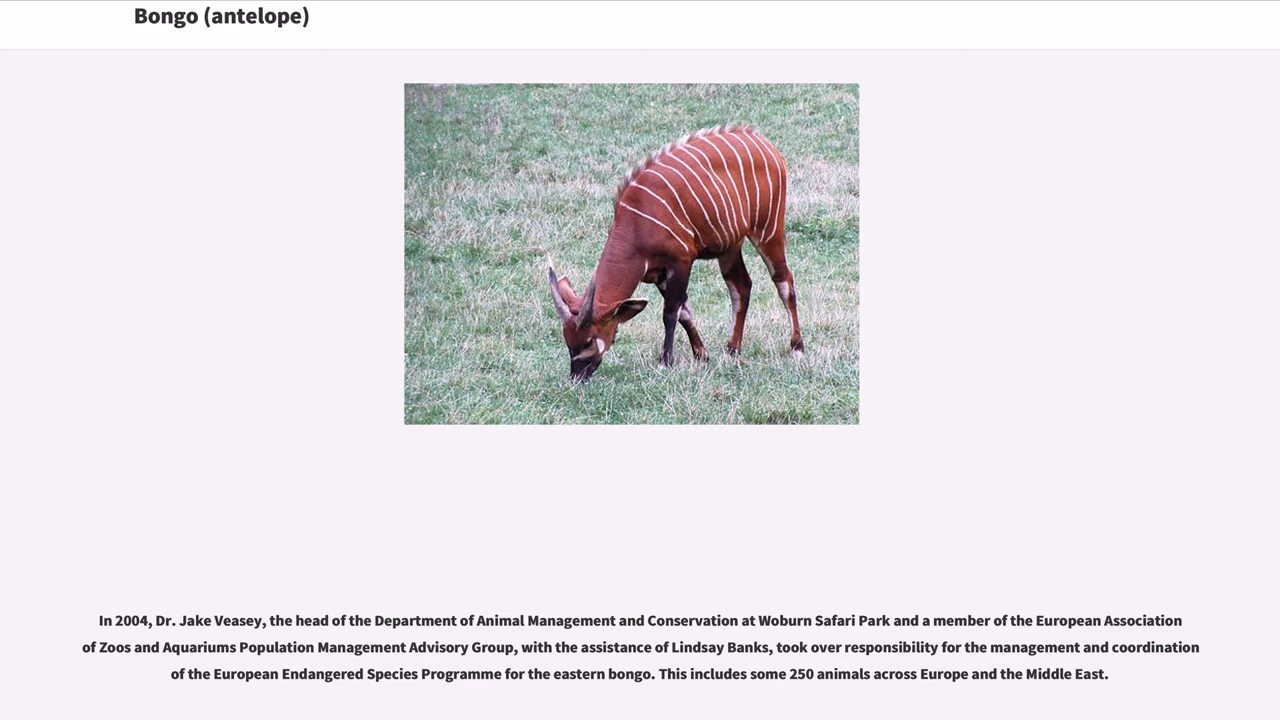 Bongo (antelope)
In 2004, Dr. Jake Veasey, the head of the Department of Animal Management and Conservation at Woburn Safari Park and a member of the European Association
of Zoos and Aquariums Population Management Advisory Group, with the assistance of Lindsay Banks, took over responsibility for the management and coordination
of the European Endangered Species Programme for the eastern bongo. This includes some 250 animals across Europe and the Middle East.